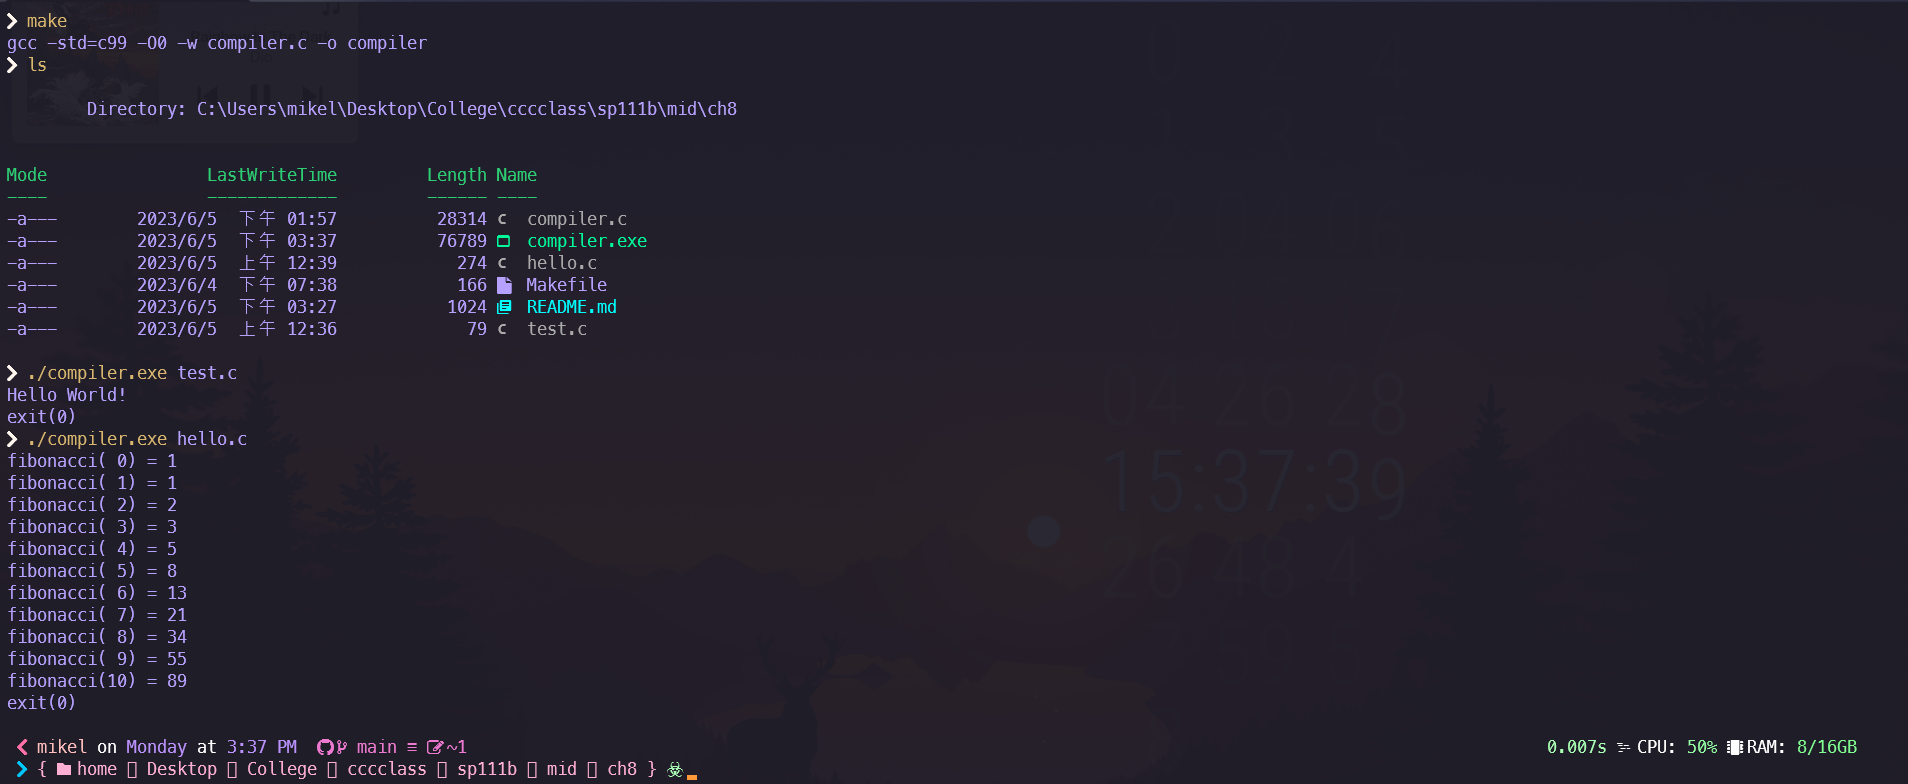 ❯ make
gcc -std=c99 -O0 -w compiler.c -o compiler
❯ ls
Directory: C:\Users\mikel\Desktop\College\cccclass\sp111b\mid\ch8
Mode LastWriteTime Length Name
---- ------------- ------ ----
-a--- 2023/6/5 下午 01:57 28314 C compiler.c
-a--- 2023/6/5 下午 03:37 76789 compiler.exe
-a--- 2023/6/5 上午 12:39 274 C hello.c
-a--- 2023/6/4 下午 07:38 166 Makefile
-a--- 2023/6/5 下午 03:27 1024 README.md
-a--- 2023/6/5 上午 12:36 79 C test.c
❯ ./compiler.exe test.c
Hello World!
exit(0)
❯ ./compiler.exe hello.c
fibonacci( 0) = 1
fibonacci( 1) = 1
fibonacci( 2) = 2
fibonacci( 3) = 3
fibonacci( 4) = 5
fibonacci( 5) = 8
fibonacci( 6) = 13
fibonacci( 7) = 21
fibonacci( 8) = 34
fibonacci( 9) = 55
fibonacci(10) = 89
exit(0)
❮ mikel on Monday at 3:37 PM main ≡ ~1 0.007s CPU: 50% RAM: 8/16GB
❯ { home Desktop College cccclass sp111b mid ch8 } ☣
04 26 28
15:37:39
26 48 4